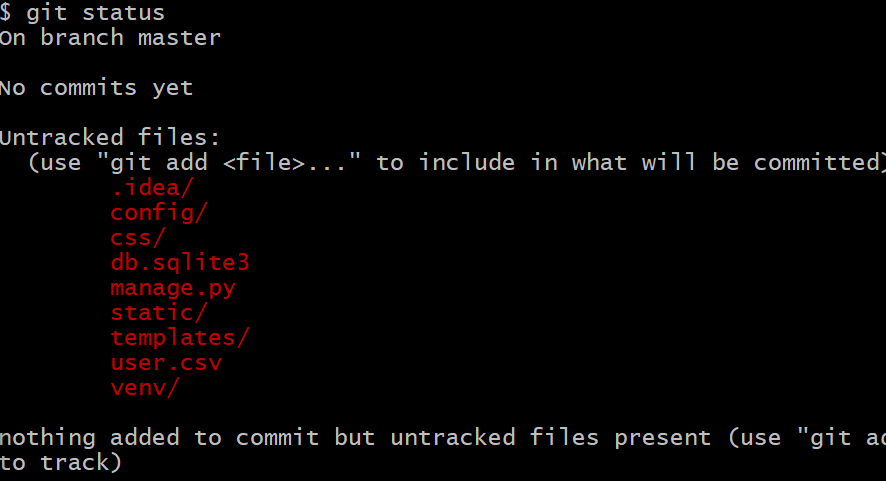 $ git status
On branch master
No commits yet
Untracked files:
(use "git add <file>..." to include in what will be committed)
.idea/
config/
css/
db.sqlite3
manage.py
static/
templates/
user.csv
venv/
nothing added to commit but untracked files present (use "git ad
to track)